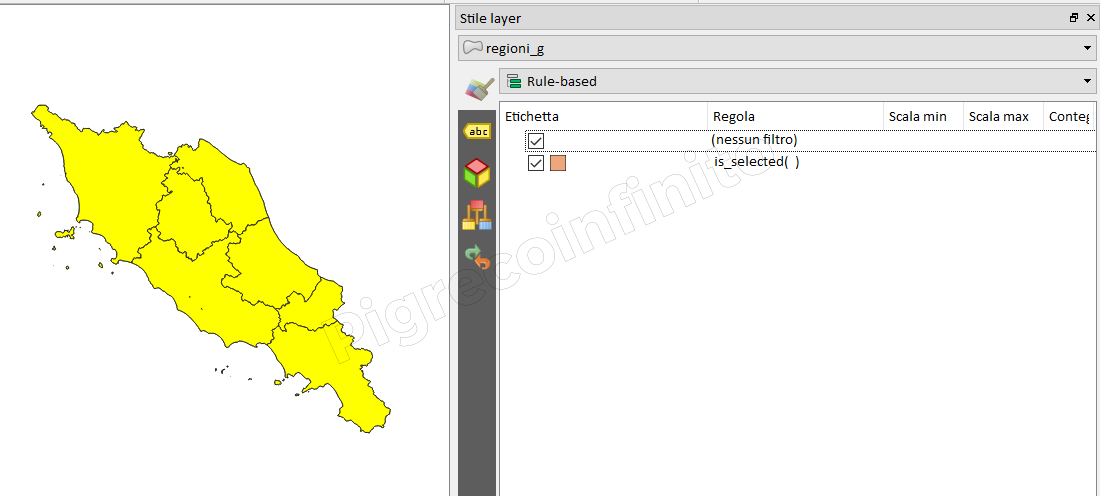 Stile layer
regioni_g
Rule-based
Etichetta Regola Scala min Scala max Conteg
(nessun filtro)
is_selected( )
abc
Pigrecoinfinito